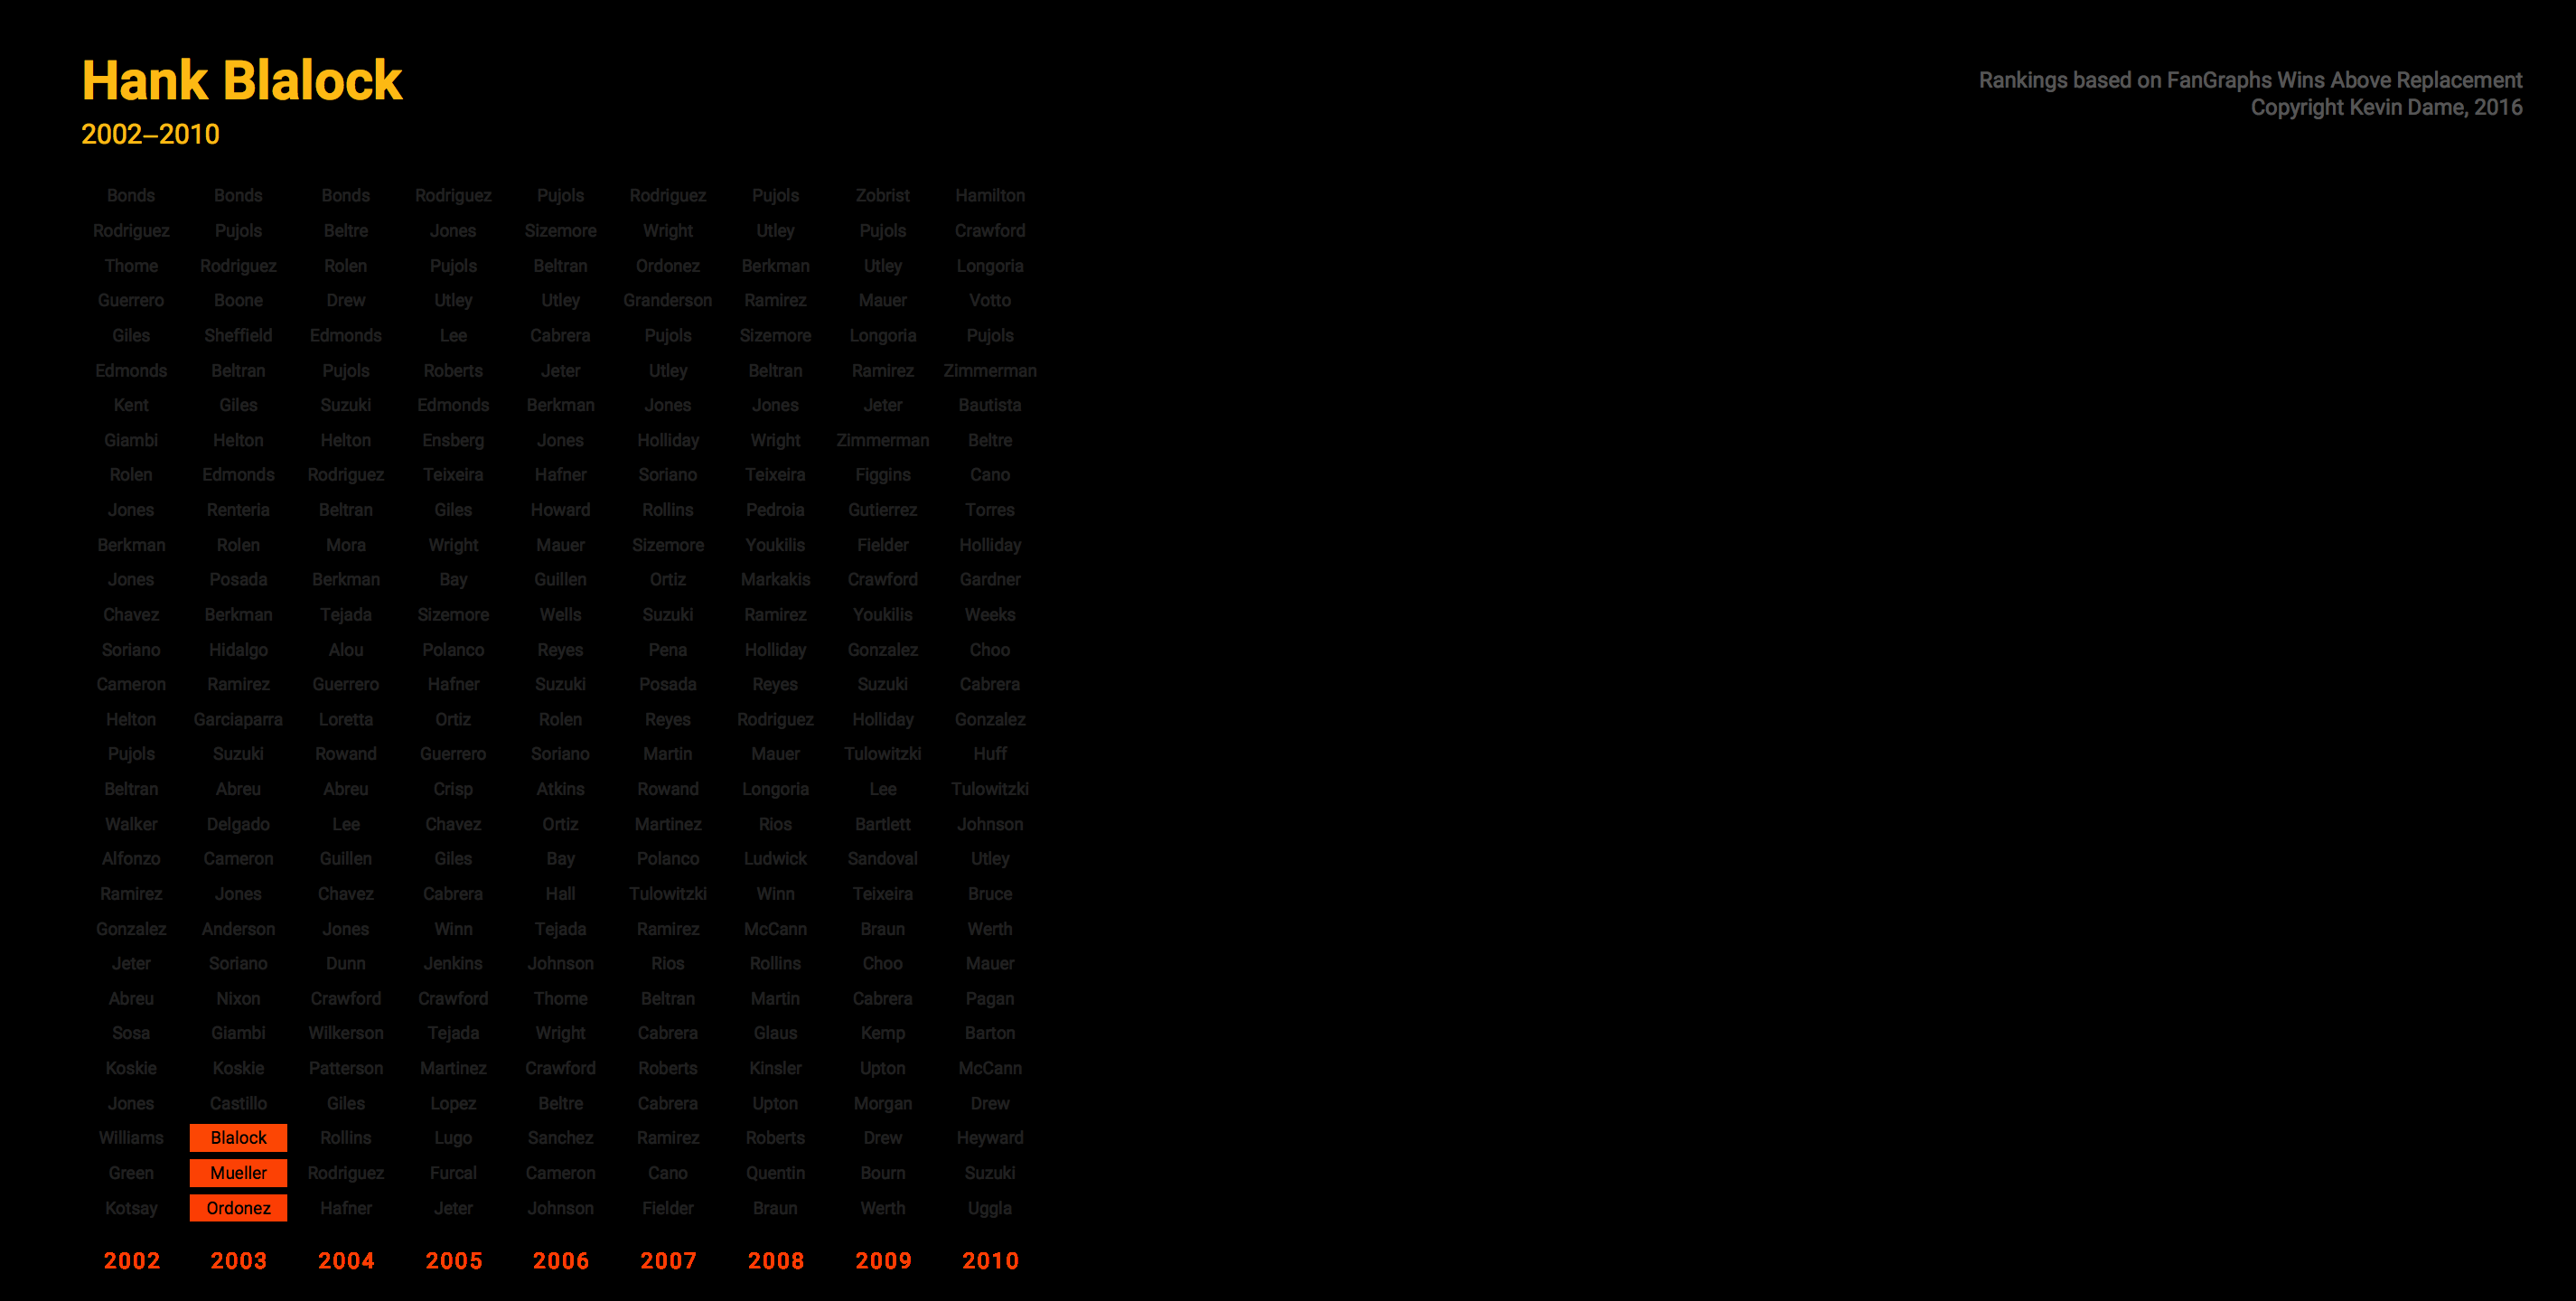 Hank Blalock
2002–2010
Rankings based on FanGraphs Wins Above Replacement
Copyright Kevin Dame, 2016
Bonds Bonds Bonds Rodriguez Pujols Rodriguez Pujols Zobrist Hamilton
Rodriguez Pujols Beltre Jones Sizemore Wright Utley Pujols Crawford
Thome Rodriguez Rolen Pujols Beltran Ordonez Berkman Utley Longoria
Guerrero Boone Drew Utley Utley Granderson Ramirez Mauer Votto
Giles Sheffield Edmonds Lee Cabrera Pujols Sizemore Longoria Pujols
Edmonds Beltran Pujols Roberts Jeter Utley Beltran Ramirez Zimmerman
Kent Giles Suzuki Edmonds Berkman Jones Jones Jeter Bautista
Giambi Helton Helton Ensberg Jones Holliday Wright Zimmerman Beltre
Rolen Edmonds Rodriguez Teixeira Hafner Soriano Teixeira Figgins Cano
Jones Renteria Beltran Giles Howard Rollins Pedroia Gutierrez Torres
Berkman Rolen Mora Wright Mauer Sizemore Youkilis Fielder Holliday
Jones Posada Berkman Bay Guillen Ortiz Markakis Crawford Gardner
Chavez Berkman Tejada Sizemore Wells Suzuki Ramirez Youkilis Weeks
Soriano Hidalgo Alou Polanco Reyes Pena Holliday Gonzalez Choo
Cameron Ramirez Guerrero Hafner Suzuki Posada Reyes Suzuki Cabrera
Helton Garciaparra Loretta Ortiz Rolen Reyes Rodriguez Holliday Gonzalez
Pujols Suzuki Rowand Guerrero Soriano Martin Mauer Tulowitzki Huff
Beltran Abreu Abreu Crisp Atkins Rowand Longoria Lee Tulowitzki
Walker Delgado Lee Chavez Ortiz Martinez Rios Bartlett Johnson
Alfonzo Cameron Guillen Giles Bay Polanco Ludwick Sandoval Utley
Ramirez Jones Chavez Cabrera Hall Tulowitzki Winn Teixeira Bruce
Gonzalez Anderson Jones Winn Tejada Ramirez McCann Braun Werth
Jeter Soriano Dunn Jenkins Johnson Rios Rollins Choo Mauer
Abreu Nixon Crawford Crawford Thome Beltran Martin Cabrera Pagan
Sosa Giambi Wilkerson Tejada Wright Cabrera Glaus Kemp Barton
Koskie Koskie Patterson Martinez Crawford Roberts Kinsler Upton McCann
Jones Castillo Giles Lopez Beltre Cabrera Upton Morgan Drew
Williams Blalock Rollins Lugo Sanchez Ramirez Roberts Drew Heyward
Green Mueller Rodriguez Furcal Cameron Cano Quentin Bourn Suzuki
Kotsay Ordonez Hafner Jeter Johnson Fielder Braun Werth Uggla
2002 2003 2004 2005 2006 2007 2008 2009 2010